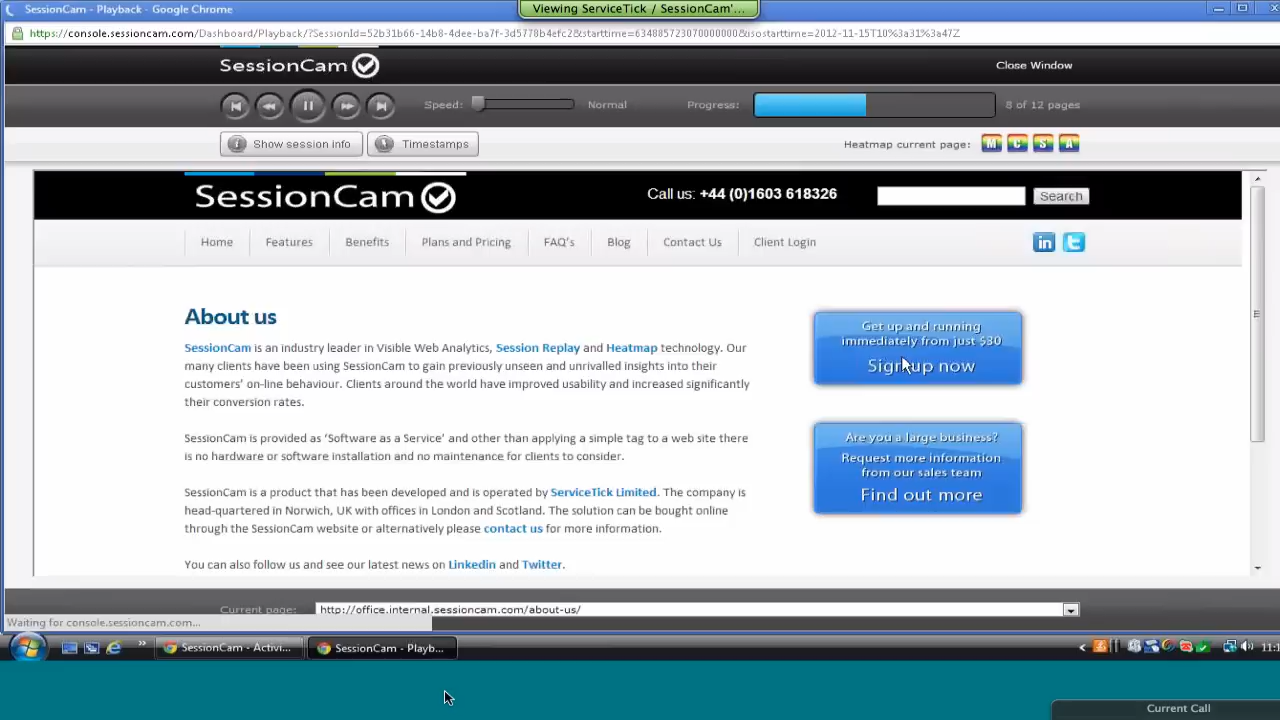 SessionCam - Playback - Google Chrome
Viewing ServiceTick / SessionCam'...
https://console.sessioncam.com/Dashboard/Playback/?SessionId=52b31b66-14b8-4dee-ba7f-3d5778b4efc2&starttime=634885723070000000&usostarttime=2012-11-15T10%3a31%3a47Z
SessionCam
Close Window
Speed:
Normal
Progress:
8 of 12 pages
Show session info
Timestamps
Heatmap current page:
M C S A
SessionCam
Call us: +44 (0)1603 618326
Search
Home Features Benefits Plans and Pricing FAQ's Blog Contact Us Client Login
in t
About us
SessionCam is an industry leader in Visible Web Analytics, Session Replay and Heatmap technology. Our
many clients have been using SessionCam to gain previously unseen and unrivalled insights into their
customers' on-line behaviour. Clients around the world have improved usability and increased significantly
their conversion rates.
SessionCam is provided as 'Software as a Service' and other than applying a simple tag to a web site there
is no hardware or software installation and no maintenance for clients to consider.
SessionCam is a product that has been developed and is operated by ServiceTick Limited. The company is
head-quartered in Norwich, UK with offices in London and Scotland. The solution can be bought online
through the SessionCam website or alternatively please contact us for more information.
You can also follow us and see our latest news on Linkedin and Twitter.
Get up and running
immediately from just $30
Sign up now
Are you a large business?
Request more information
from our sales team
Find out more
Current page:
http://office.internal.sessioncam.com/about-us/
Waiting for console.sessioncam.com...
SessionCam - Activi...
SessionCam - Playb...
11:1
Current Call